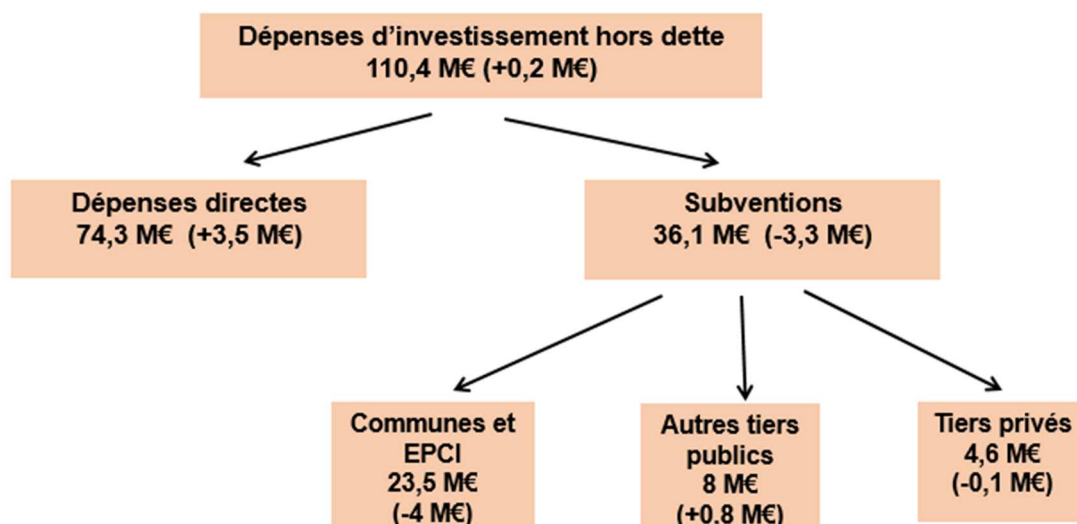 Dépenses d’investissement hors dette
110,4 M€ (+0,2 M€)
Dépenses directes
74,3 M€ (+3,5 M€)
Subventions
36,1 M€ (-3,3 M€)
Communes et
EPCI
23,5 M€
(-4 M€)
Autres tiers
publics
8 M€
(+0,8 M€)
Tiers privés
4,6 M€
(-0,1 M€)